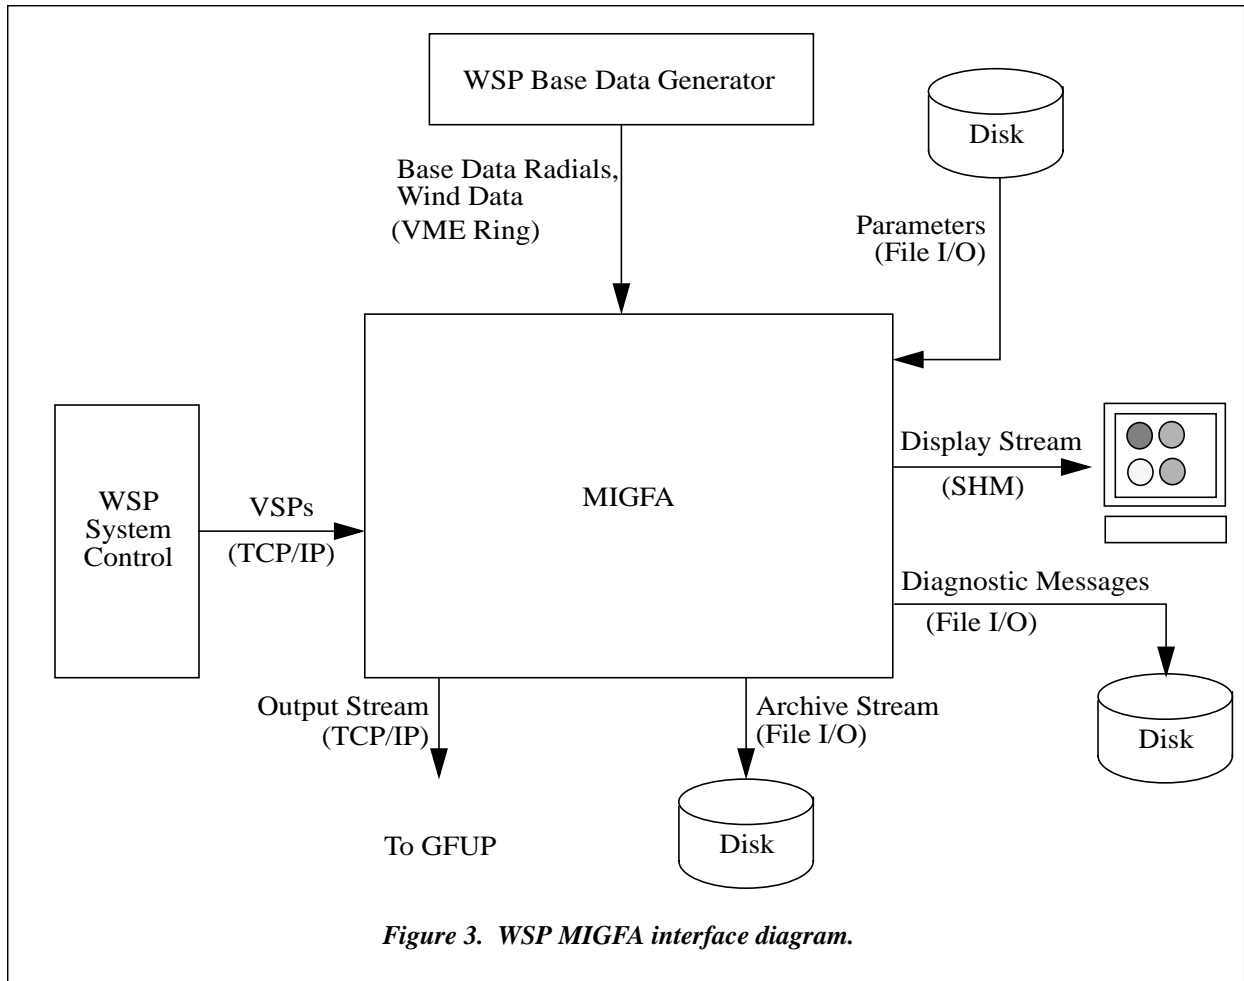 WSP Base Data Generator
Disk
Base Data Radials,
Wind Data
(VME Ring)
Parameters
(File I/O)
WSP
System
Control
VSPs
(TCP/IP)
MIGFA
Display Stream
(SHM)
Diagnostic Messages
(File I/O)
Disk
Output Stream
(TCP/IP)
To GFUP
Archive Stream
(File I/O)
Disk
Figure 3. WSP MIGFA interface diagram.